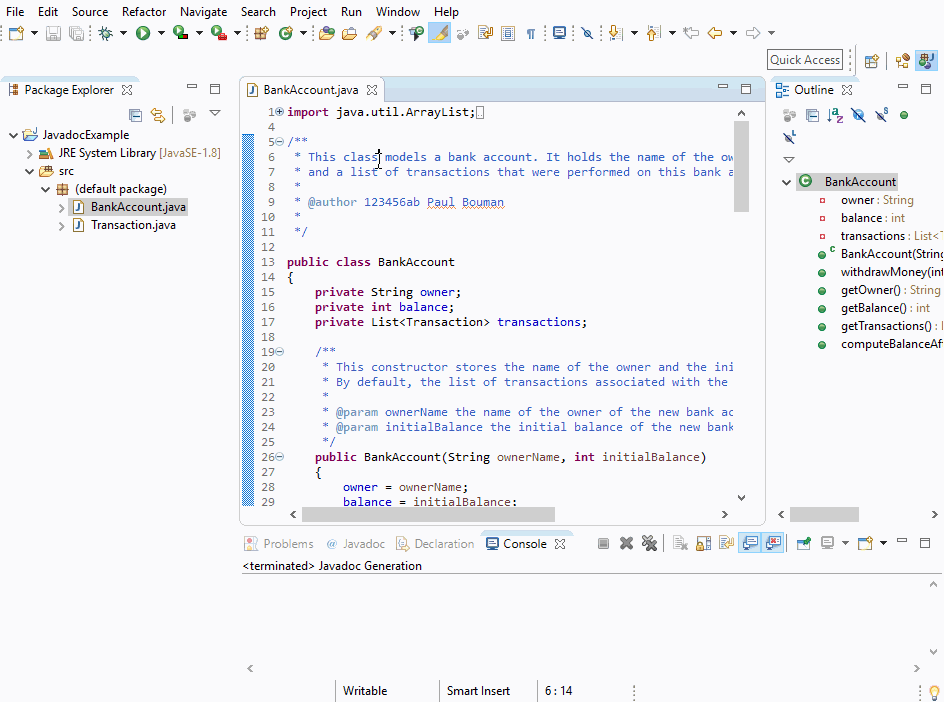 File Edit Source Refactor Navigate Search Project Run Window Help
Quick Access
Package Explorer
JavadocExample
JRE System Library [JavaSE-1.8]
src
(default package)
BankAccount.java
Transaction.java
BankAccount.java
1 import java.util.ArrayList;
4
5 /**
6 * This class models a bank account. It holds the name of the ow
7 * and a list of transactions that were performed on this bank a
8 *
9 * @author 123456ab Paul Bouman
10 *
11 */
12
13 public class BankAccount
14 {
15 private String owner;
16 private int balance;
17 private List<Transaction> transactions;
18
19 /**
20 * This constructor stores the name of the owner and the ini
21 * By default, the list of transactions associated with the
22 *
23 * @param ownerName the name of the owner of the new bank ac
24 * @param initialBalance the initial balance of the new bank
25 */
26 public BankAccount(String ownerName, int initialBalance)
27 {
28 owner = ownerName;
29 balance = initialBalance;
Outline
BankAccount
owner : String
balance : int
transactions : List<T
BankAccount(String
withdrawMoney(int
getOwner() : String
getBalance() : int
getTransactions() : 
computeBalanceAf
Problems @ Javadoc Declaration Console
<terminated> Javadoc Generation
Writable Smart Insert 6 : 14